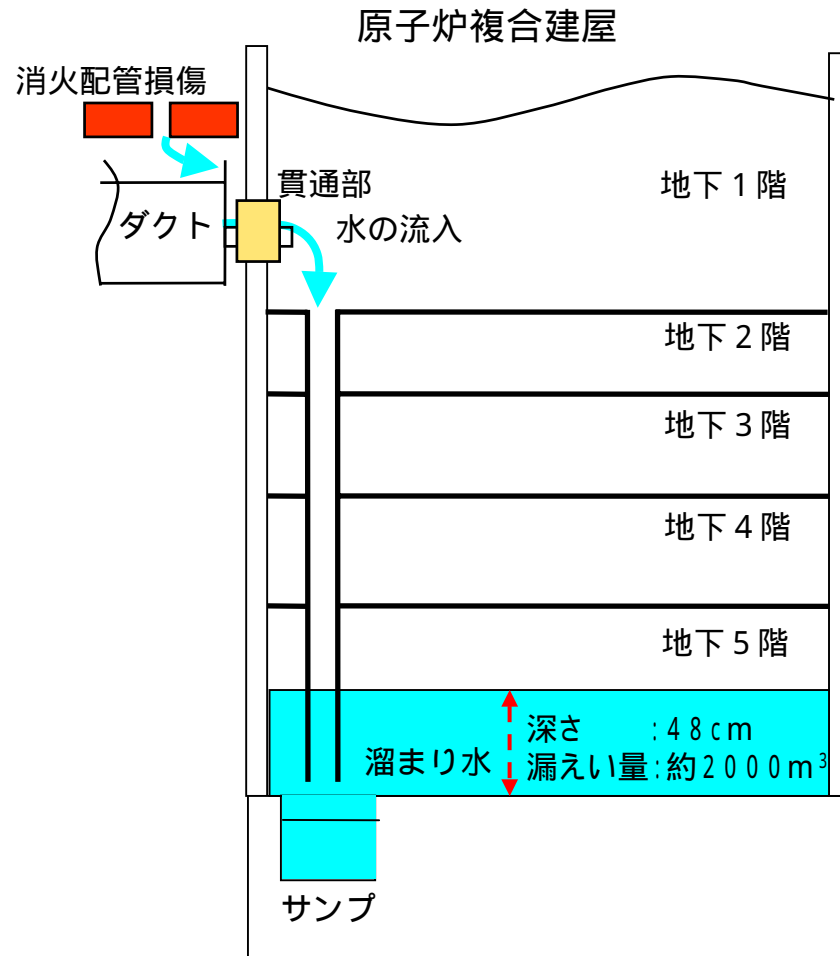 原子炉複合建屋
消火配管損傷
貫通部
地下1階
ダクト
水の流入
地下2階
地下3階
地下4階
地下5階
深さ　　:48cm
溜まり水
漏えい量:約2000m³
サンプ